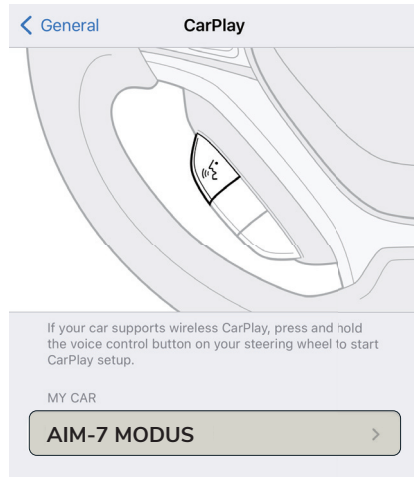 General
CarPlay
If your car supports wireless CarPlay, press and hold
the voice control button on your steering wheel to start
CarPlay setup.
MY CAR
AIM-7 MODUS